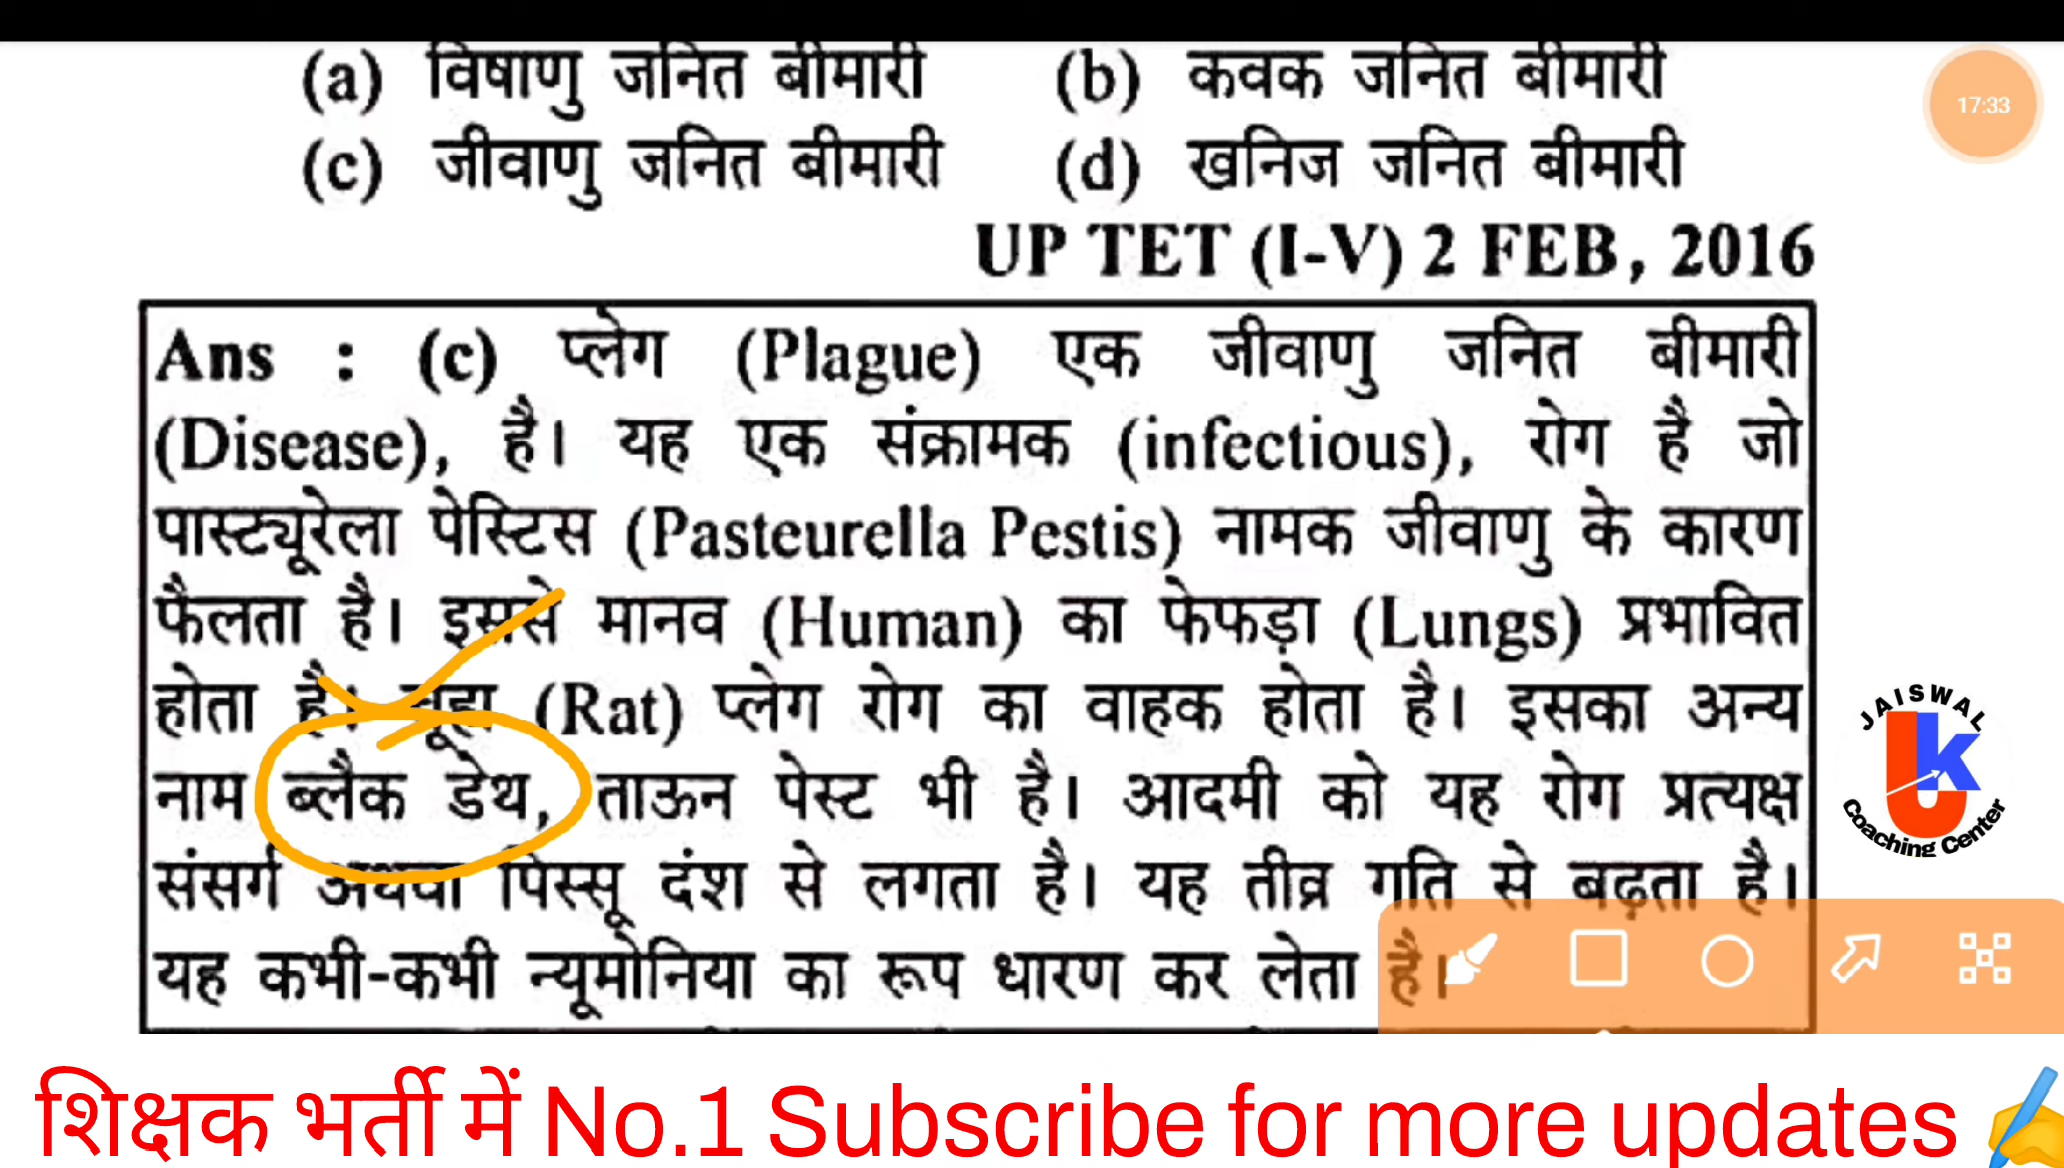 (a) विषाणु जनित बीमारी (b) कवक जनित बीमारी
17:33
(c) जीवाणु जनित बीमारी (d) खनिज जनित बीमारी
UP TET (I-V) 2 FEB, 2016
Ans : (c) प्लेग (Plague) एक जीवाणु जनित बीमारी
(Disease), है। यह एक संक्रामक (infectious), रोग है जो
पास्ट्यूरेला पेस्टिस (Pasteurella Pestis) नामक जीवाणु के कारण
फैलता है। इससे मानव (Human) का फेफड़ा (Lungs) प्रभावित
होता है। चूहा (Rat) प्लेग रोग का वाहक होता है। इसका अन्य
नाम ब्लैक डेथ, ताऊन पेस्ट भी है। आदमी को यह रोग प्रत्यक्ष
संसर्ग अथवा पिस्सू दंश से लगता है। यह तीव्र गति से बढ़ता है।
यह कभी-कभी न्यूमोनिया का रूप धारण कर लेता है।
JAISWAL
UK
Coaching Center
शिक्षक भर्ती में No.1 Subscribe for more updates